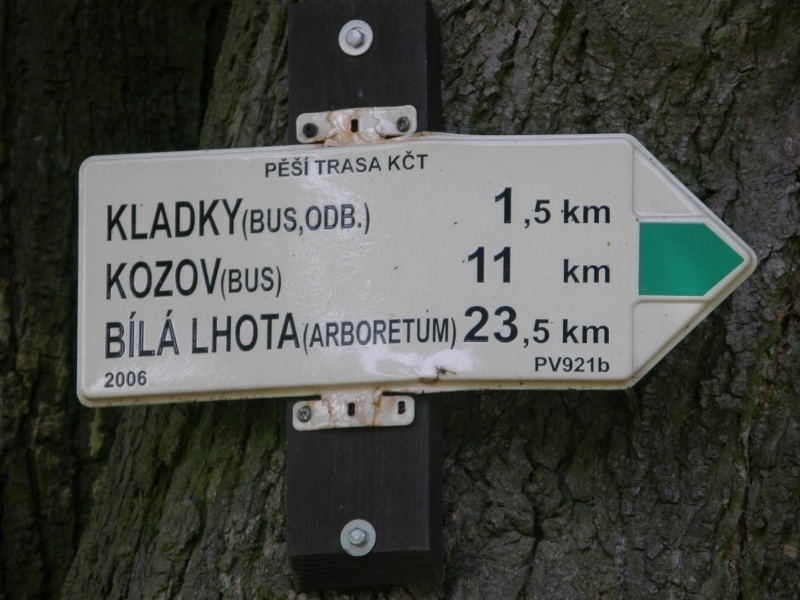 PĚŠÍ TRASA KČT
KLADKY(BUS,ODB.) 1,5 km
KOZOV(BUS) 11 km
BÍLÁ LHOTA(ARBORETUM) 23,5 km
2006 PV921b